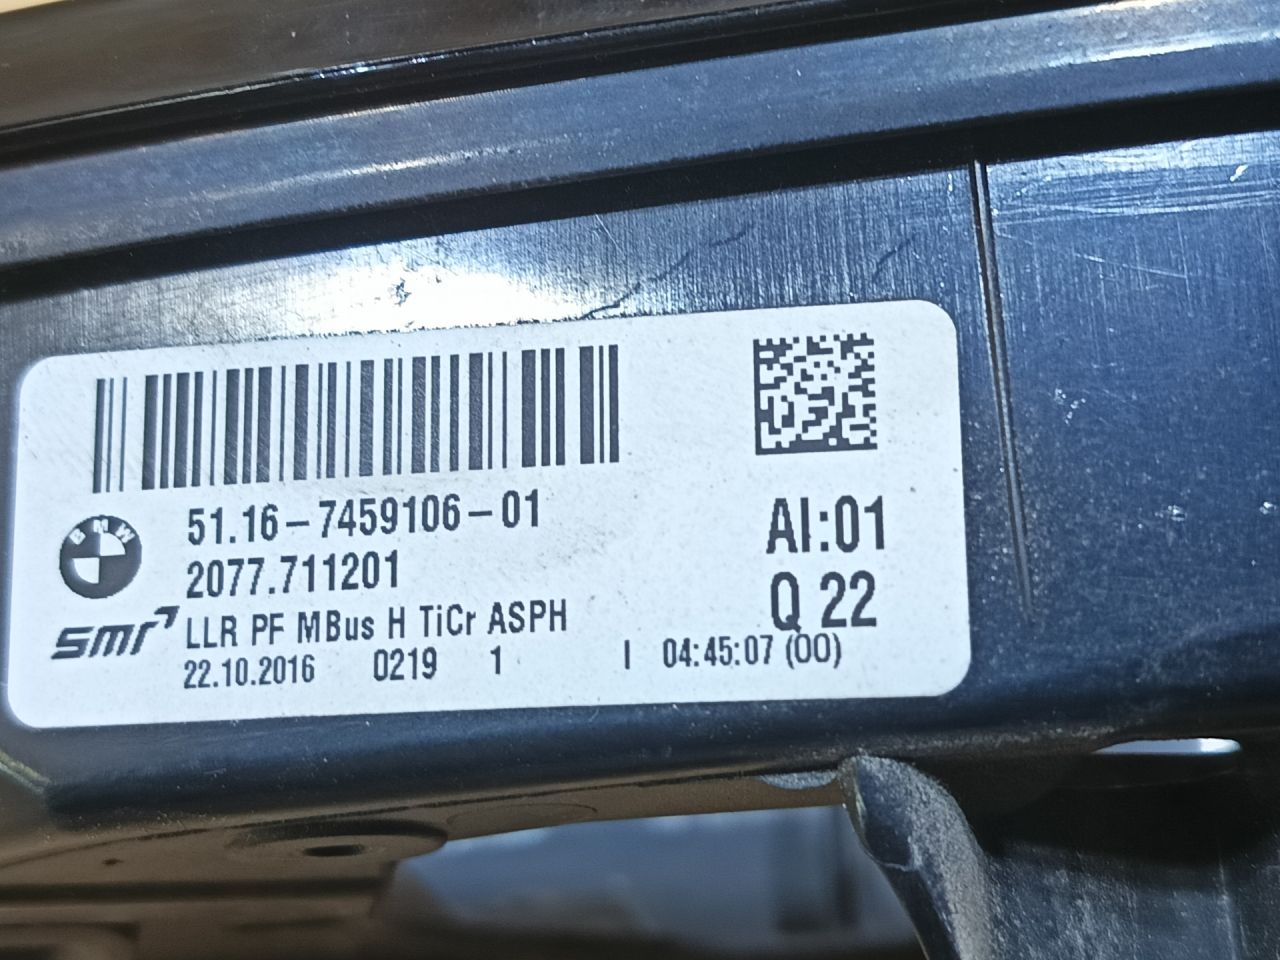 BMW
51.16-7459106-01
2077.711201
smr
LLR PF MBus H TiCr ASPH
22.10.2016 0219 1 I 04:45:07 (00)
AI:01
Q 22